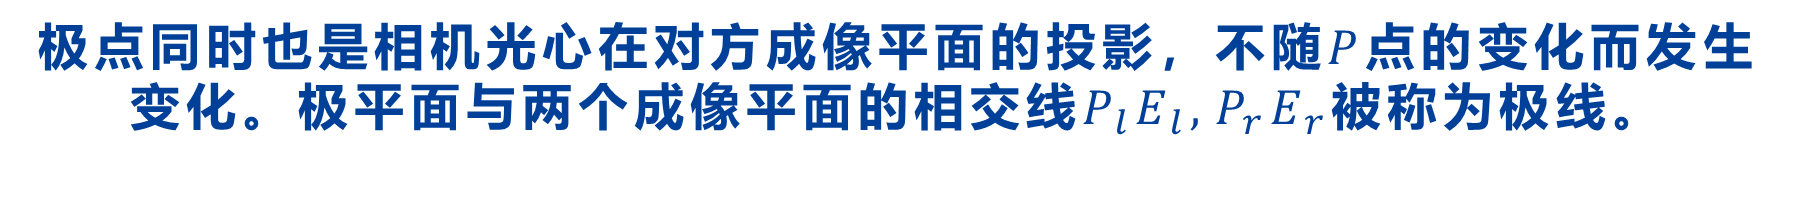 极点同时也是相机光心在对方成像平面的投影，不随P点的变化而发生
变化。极平面与两个成像平面的相交线P_l E_l, P_r E_r被称为极线。